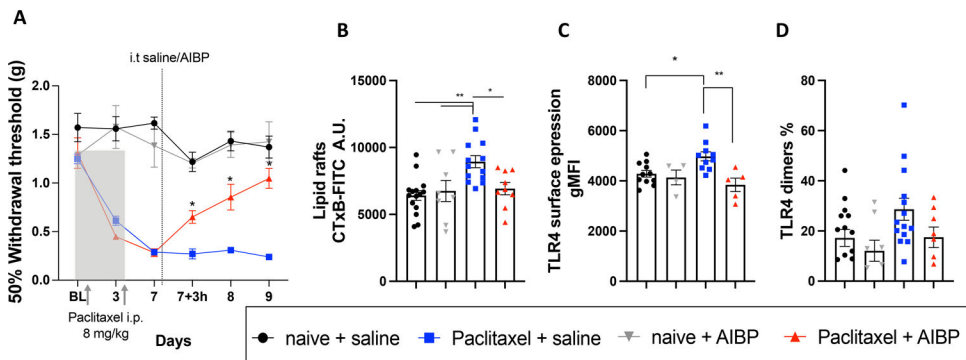 A
B
C
D
i.t saline/AIBP
50% Withdrawal threshold (g)
2.0
1.5
1.0
0.5
0.0
BL
3
7
7+3h
8
9
*
*
*
Paclitaxel i.p.
8 mg/kg
Days
Lipid rafts
CTxB-FITC A.U.
15000
10000
5000
0
**
*
TLR4 surface epression
gMFI
8000
6000
4000
2000
0
*
**
TLR4 dimers %
80
60
40
20
0
naive + saline
Paclitaxel + saline
naive + AIBP
Paclitaxel + AIBP